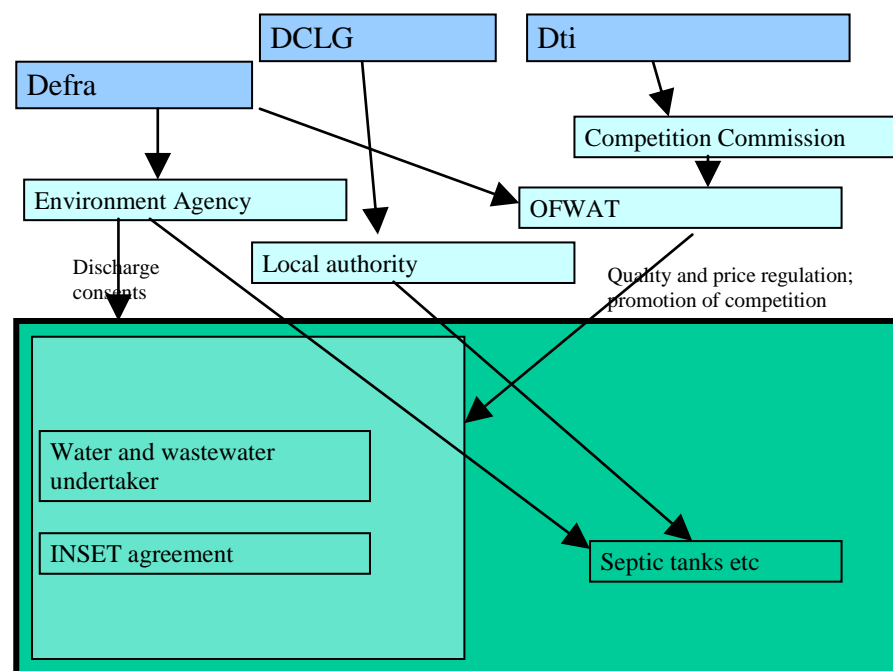 DCLG
Dti
Defra
Competition Commission
Environment Agency
OFWAT
Local authority
Discharge
consents
Quality and price regulation;
promotion of competition
Water and wastewater
undertaker
INSET agreement
Septic tanks etc